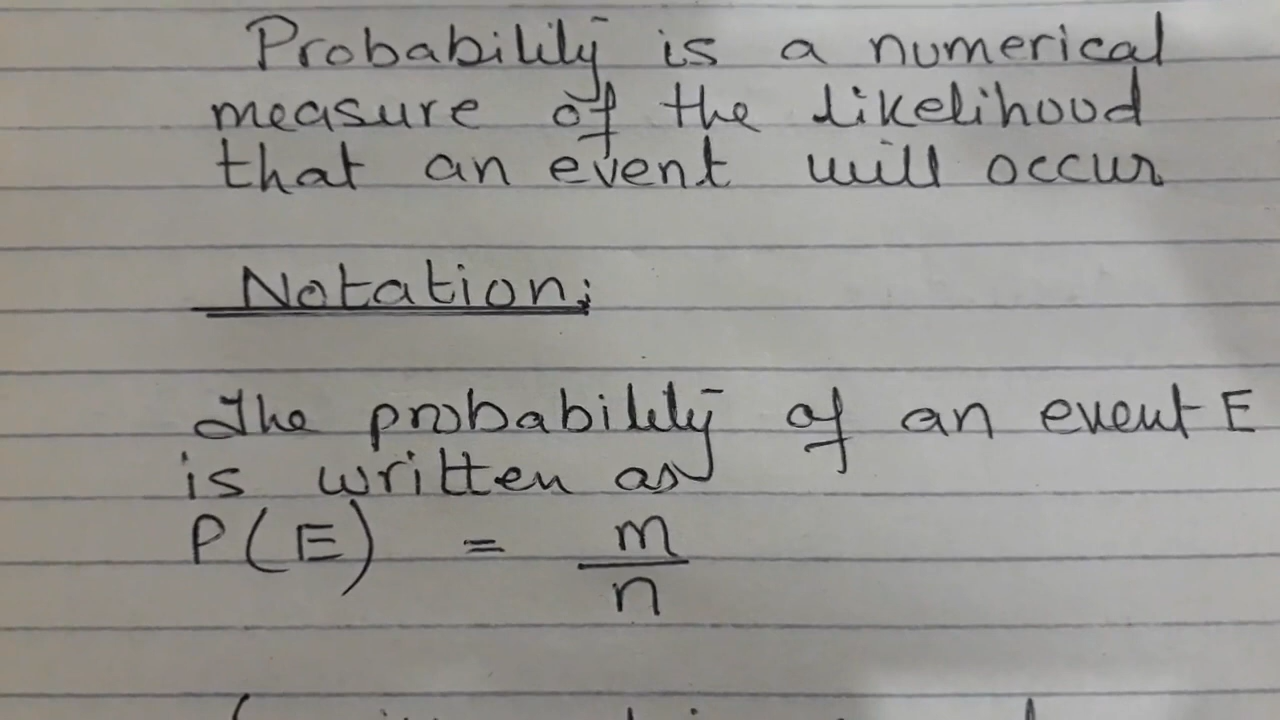 Probability is a numerical
measure of the likelihood
that an event will occur
Notation:
The probability of an event E
is written as
P(E) = m/n